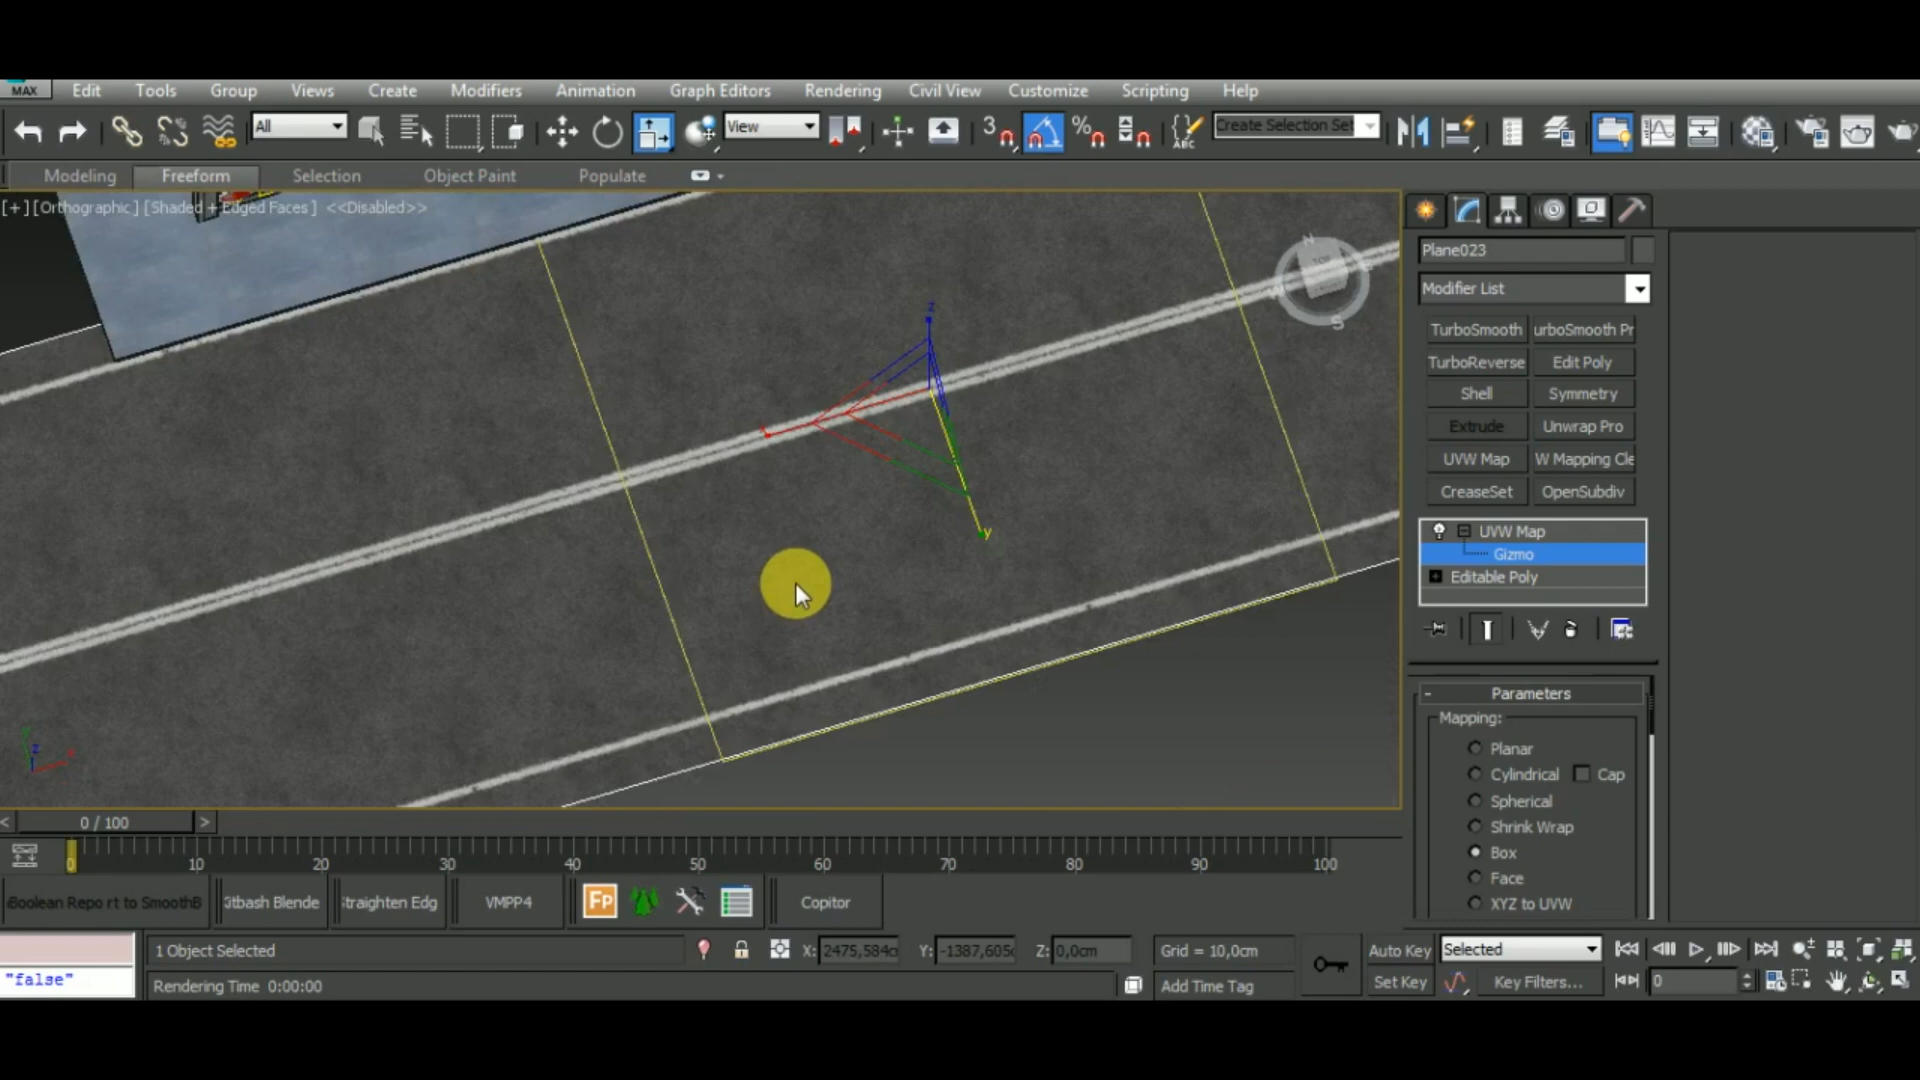 MAX Edit Tools Group Views Create Modifiers Animation Graph Editors Rendering Civil View Customize Scripting Help
All View 3 % ABC Create Selection Set
Modeling Freeform Selection Object Paint Populate
[+] [Orthographic] [Shaded + Edged Faces] <<Disabled>>
TOP
S
z
x
y
z
Plane023
Modifier List
TurboSmooth urboSmooth Pr
TurboReverse Edit Poly
Shell Symmetry
Extrude Unwrap Pro
UVW Map W Mapping Cle
CreaseSet OpenSubdiv
UVW Map
Gizmo
Editable Poly
- Parameters
Mapping:
Planar
Cylindrical Cap
Spherical
Shrink Wrap
Box
Face
XYZ to UVW
< 0 / 100 >
0 10 20 30 40 50 60 70 80 90 100
Boolean Repo rt to SmoothB itbash Blende traighten Edg VMPP4 FP Copitor
1 Object Selected X: 2475,584c Y: -1387,605c Z: 0,0cm Grid = 10,0cm Auto Key Selected
"false" Rendering Time 0:00:00 Add Time Tag Set Key Key Filters... 0